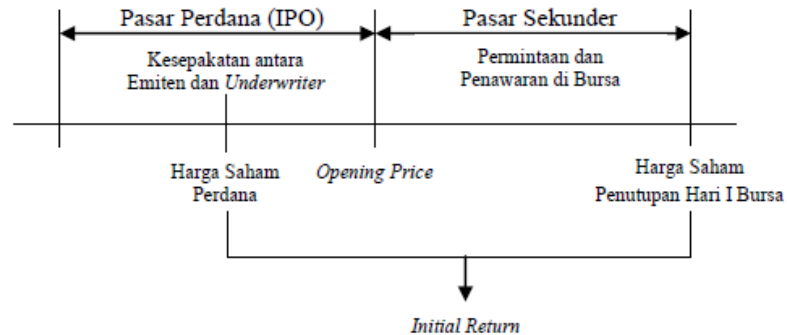 Pasar Perdana (IPO)
Pasar Sekunder
Kesepakatan antara
Emiten dan Underwriter
Permintaan dan
Penawaran di Bursa
Harga Saham
Perdana
Opening Price
Harga Saham
Penutupan Hari I Bursa
Initial Return